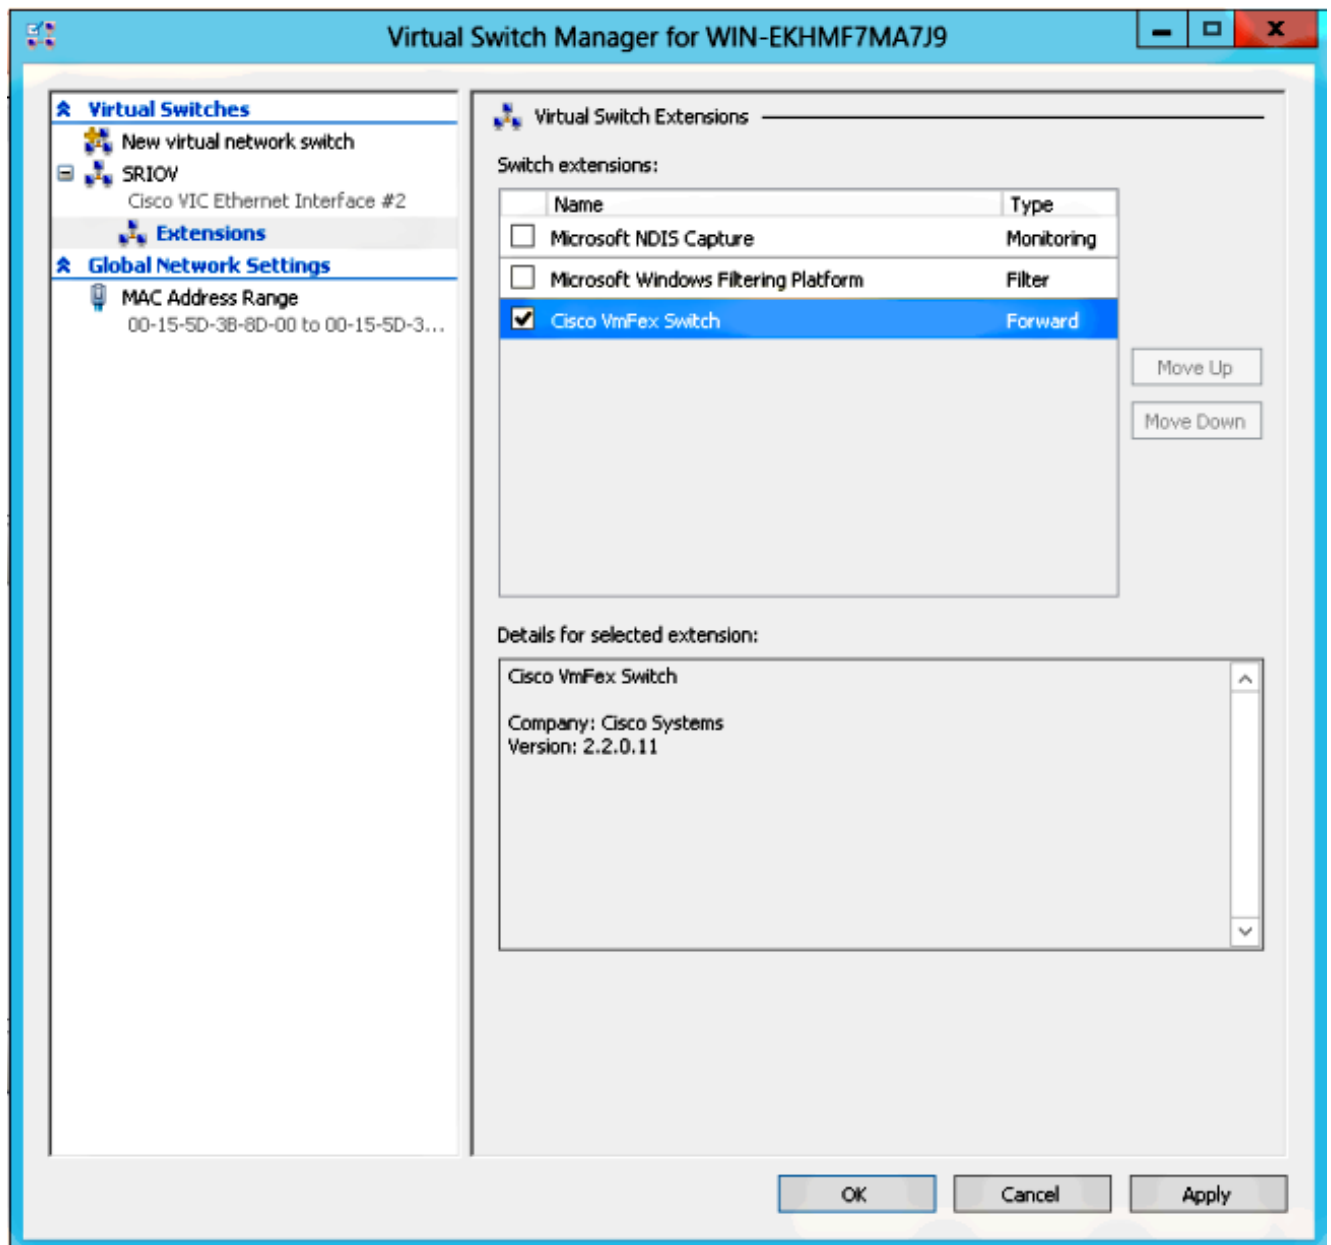 Virtual Switch Manager for WIN-EKHMF7MA7J9
Virtual Switches
New virtual network switch
SRIOV
Cisco VIC Ethernet Interface #2
Extensions
Global Network Settings
MAC Address Range
00-15-5D-3B-8D-00 to 00-15-5D-3...
Virtual Switch Extensions
Switch extensions:
Name Type
Microsoft NDIS Capture Monitoring
Microsoft Windows Filtering Platform Filter
Cisco VmFex Switch Forward
Move Up
Move Down
Details for selected extension:
Cisco VmFex Switch
Company: Cisco Systems
Version: 2.2.0.11
OK Cancel Apply